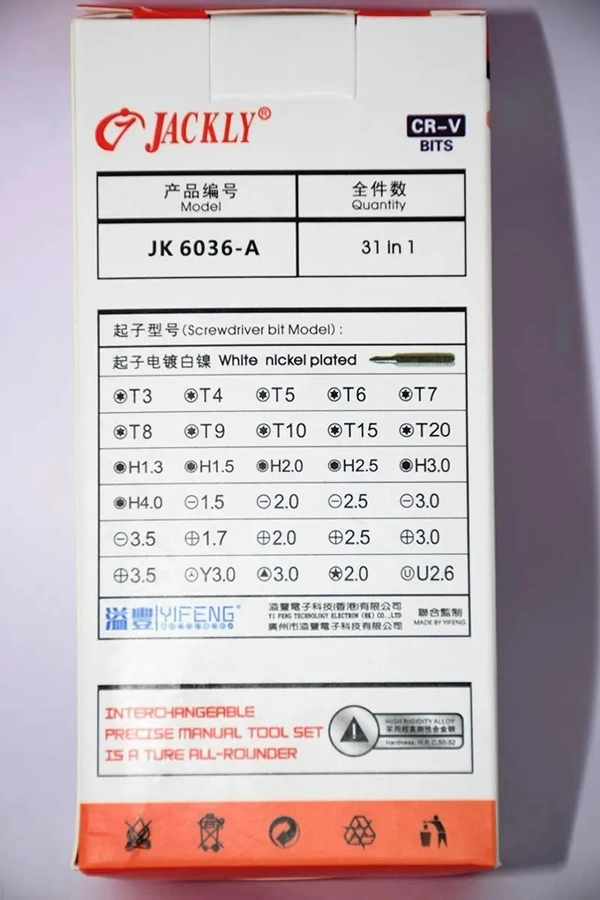 JACKLY®
CR-V
BITS
产品编号
Model
全件数
Quantity
JK 6036-A
31 in 1
起子型号(Screwdriver bit Model):
起子电镀白镍 White nickel plated
T3 T4 T5 T6 T7
T8 T9 T10 T15 T20
H1.3 H1.5 H2.0 H2.5 H3.0
H4.0 ⊖1.5 ⊖2.0 ⊖2.5 ⊖3.0
⊖3.5 ⊕1.7 ⊕2.0 ⊕2.5 ⊕3.0
⊕3.5 Y3.0 3.0 2.0 U2.6
溢豐 YIFENG®
溢豐電子科技(香港)有限公司
YI FENG TECHNOLOGY ELECTRON (HK) CO.,LTD
廣州市溢豐電子科技有限公司
聯合監制
MADE BY YIFENG
INTERCHANGEABLE
PRECISE MANUAL TOOL SET
IS A TURE ALL-ROUNDER
HIGH RIGIDITY ALLOY
采用超高刚性合金钢
Hardness: H.R.C.50-52